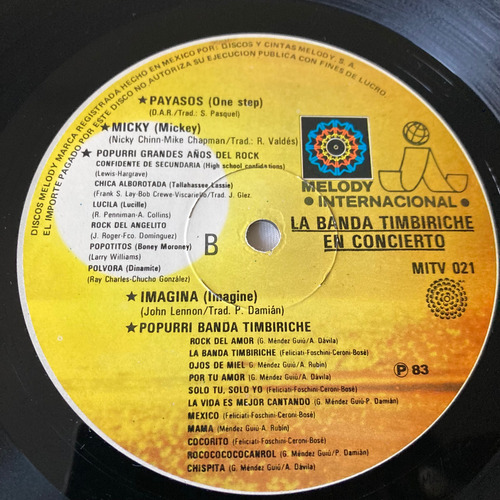 DISCOS MELODY MARCA REGISTRADA HECHO EN MEXICO POR: DISCOS Y CINTAS MELODY, S. A.
EL IMPORTE PAGADO POR ESTE DISCO NO AUTORIZA SU EJECUCION PUBLICA CON FINES DE LUCRO.
★ PAYASOS (One step)
(D.A.R./Trad.: S. Pasquel)
★ MICKY (Mickey)
(Nicky Chinn-Mike Chapman/Trad.: R. Valdés)
★ POPURRI GRANDES AÑOS DEL ROCK
CONFIDENTE DE SECUNDARIA (High school confidations)
(Lewis-Hargrave)
CHICA ALBOROTADA (Tallahassee Lassie)
(Frank S. Lay-Bob Crewe-Viscariello/Trad. J. Glez.
LUCILA (Lucille)
(R. Penniman-A. Collins)
ROCK DEL ANGELITO
(J. Roger-Fco. Domínguez)
POPOTITOS (Boney Moroney)
(Larry Williams)
POLVORA (Dinamite)
(Ray Charles-Chucho González)
B
MELODY
INTERNACIONAL
LA BANDA TIMBIRICHE
EN CONCIERTO
MITV 021
★ IMAGINA (Imagine)
(John Lennon/Trad. P. Damián)
★ POPURRI BANDA TIMBIRICHE
ROCK DEL AMOR (G. Méndez Guiú/A. Dávila)
LA BANDA TIMBIRICHE (Feliciati-Foschini-Ceroni-Bosé)
OJOS DE MIEL (G. Méndez Guiú/A. Rubín)
POR TU AMOR (G. Méndez Guiú/A. Dávila)
SOLO TU, SOLO YO (Feliciati-Foschini-Ceroni-Bosé)
LA VIDA ES MEJOR CANTANDO (G. Méndez Guiú-P. Damián)
MEXICO (Feliciati-Foschini-Ceroni-Bosé)
MAMA (Méndez Guiú-A. Rubín)
COCORITO (Feliciati-Foschini-Ceroni-Bosé)
ROCOCOCOCOCANROL (G. Méndez Guiú-A. Dávila)
CHISPITA (G. Méndez Guiú-A. Dávila)
Ⓟ 83